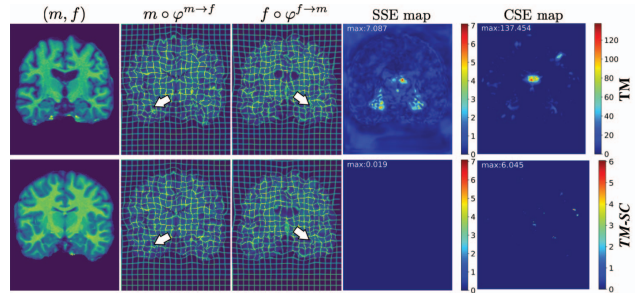 (m, f) m ∘ φ^{m→f} f ∘ φ^{f→m} SSE map CSE map
max:7.087 7 max:137.454
6 120
5 100
4 80
3 60
2 40
1 20
0 0
TM
max:0.019 7 max:6.045 6
6 5
5 4
4 3
3 2
2 1
1 0
0
TM-SC